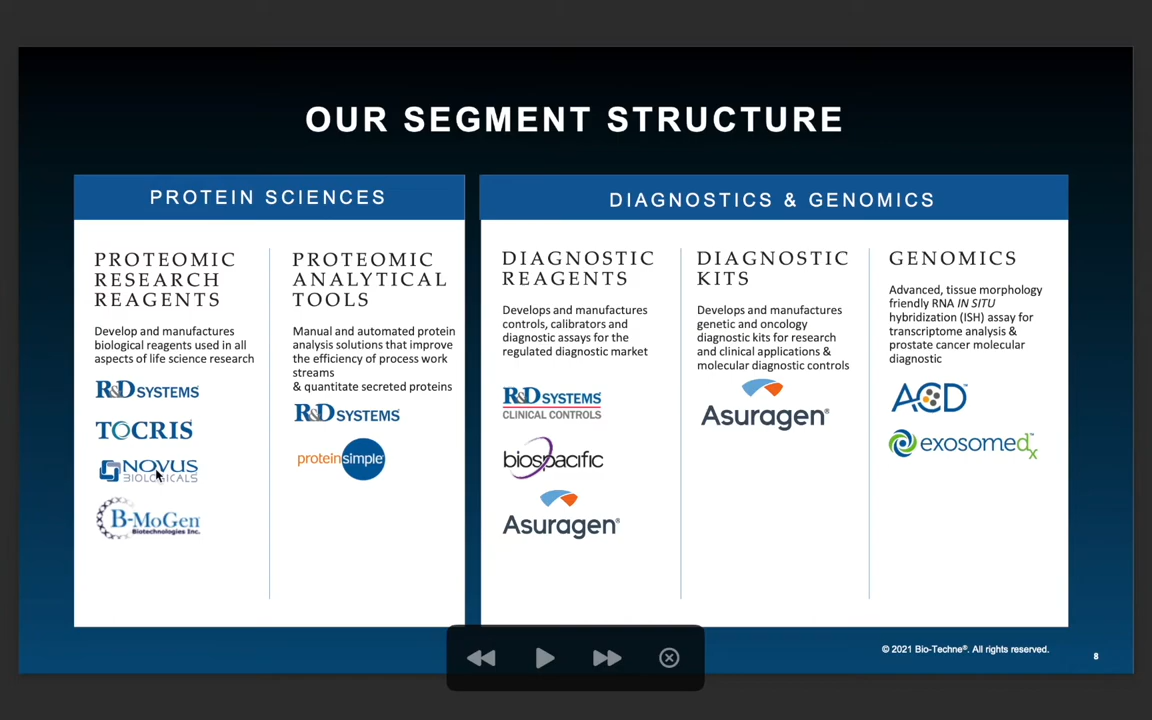 OUR SEGMENT STRUCTURE
PROTEIN SCIENCES
PROTEOMIC
RESEARCH
REAGENTS
Develop and manufactures
biological reagents used in all
aspects of life science research
R&D SYSTEMS
TOCRIS
NOVUS
BIOLOGICALS
B-MoGen
Biotechnologies Inc.
PROTEOMIC
ANALYTICAL
TOOLS
Manual and automated protein
analysis solutions that improve
the efficiency of process work
streams
& quantitate secreted proteins
R&D SYSTEMS
proteinsimple
DIAGNOSTICS & GENOMICS
DIAGNOSTIC
REAGENTS
Develops and manufactures
controls, calibrators and
diagnostic assays for the
regulated diagnostic market
R&D SYSTEMS
CLINICAL CONTROLS
biospacific
Asuragen®
DIAGNOSTIC
KITS
Develops and manufactures
genetic and oncology
diagnostic kits for research
and clinical applications &
molecular diagnostic controls
Asuragen®
GENOMICS
Advanced, tissue morphology
friendly RNA IN SITU
hybridization (ISH) assay for
transcriptome analysis &
prostate cancer molecular
diagnostic
ACD™
exosomedx™
© 2021 Bio-Techne®. All rights reserved.
8